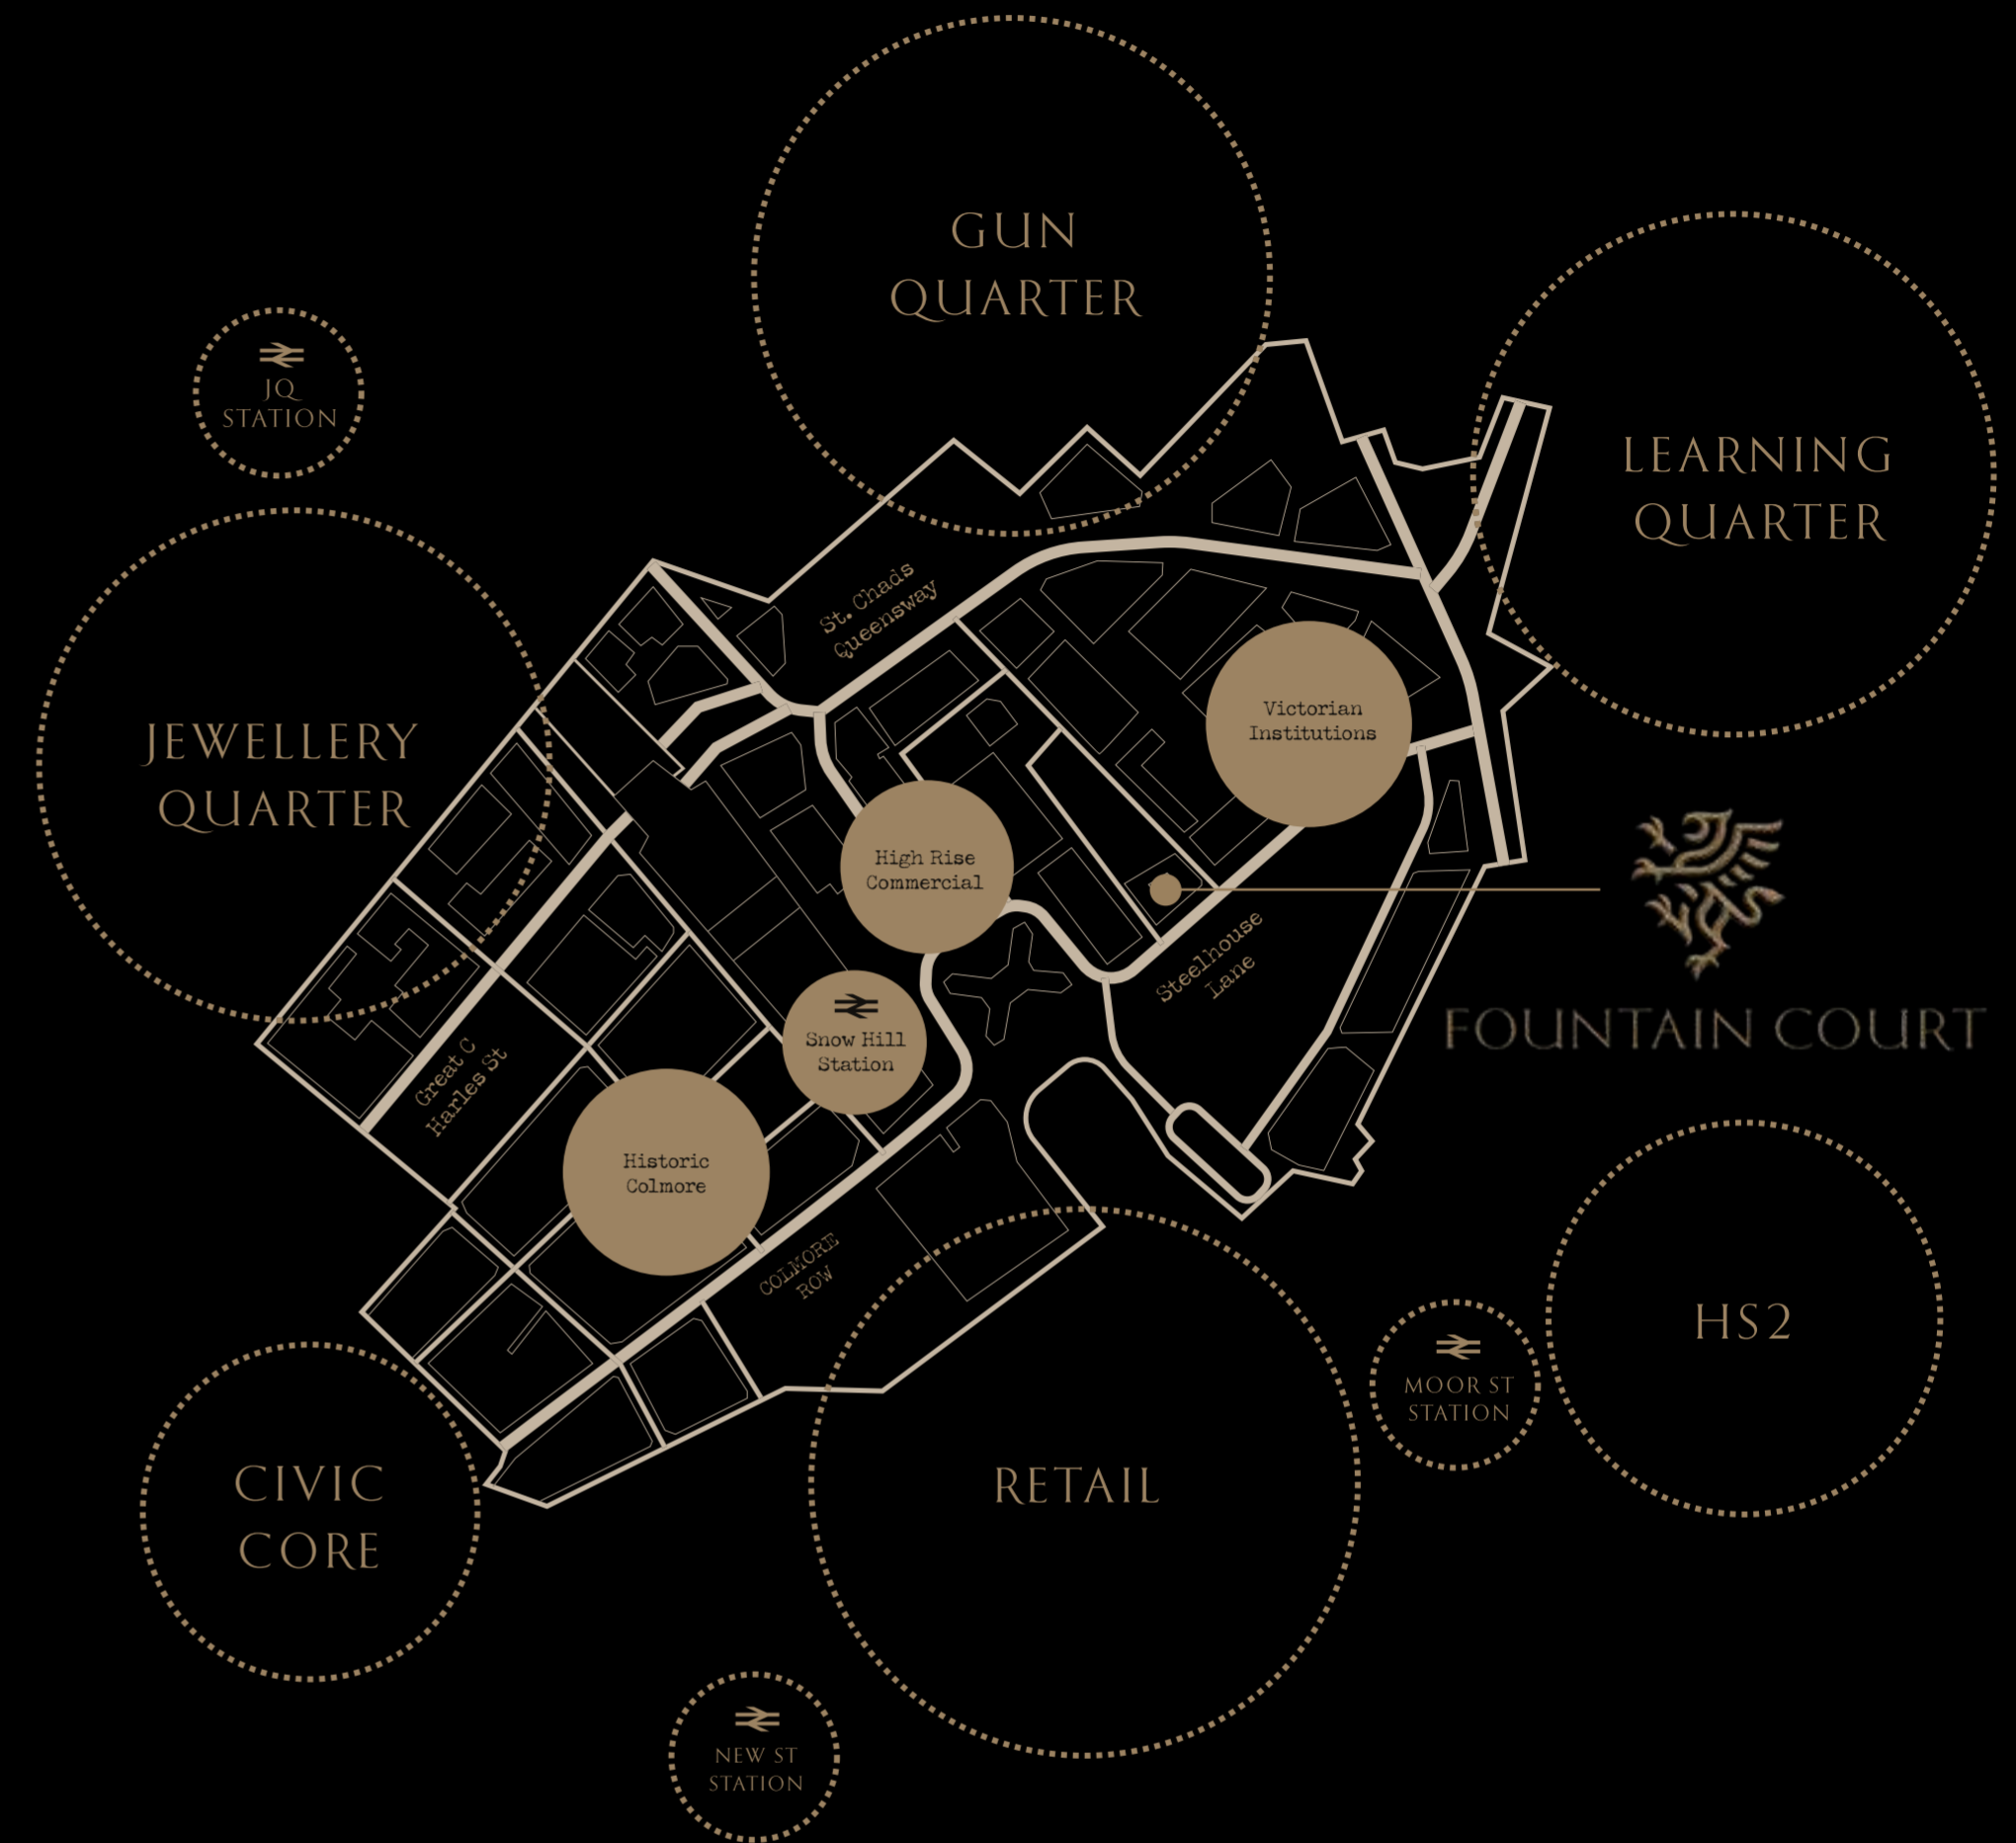 GUN
QUARTER
JQ
STATION
LEARNING
QUARTER
St. Chads
Queensway
JEWELLERY
QUARTER
Victorian
Institutions
High Rise
Commercial
Steelhouse
Lane
FOUNTAIN COURT
Snow Hill
Station
Great C
Harles St
Historic
Colmore
COLMORE
ROW
HS2
MOOR ST
STATION
CIVIC
CORE
RETAIL
NEW ST
STATION